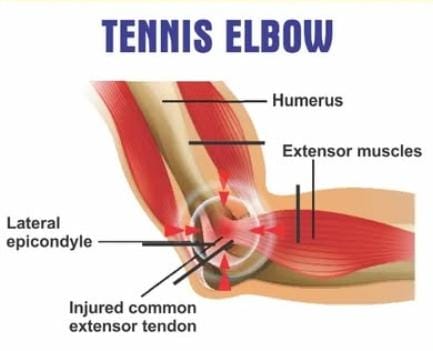 TENNIS ELBOW
Humerus
Extensor muscles
Lateral
epicondyle
Injured common
extensor tendon